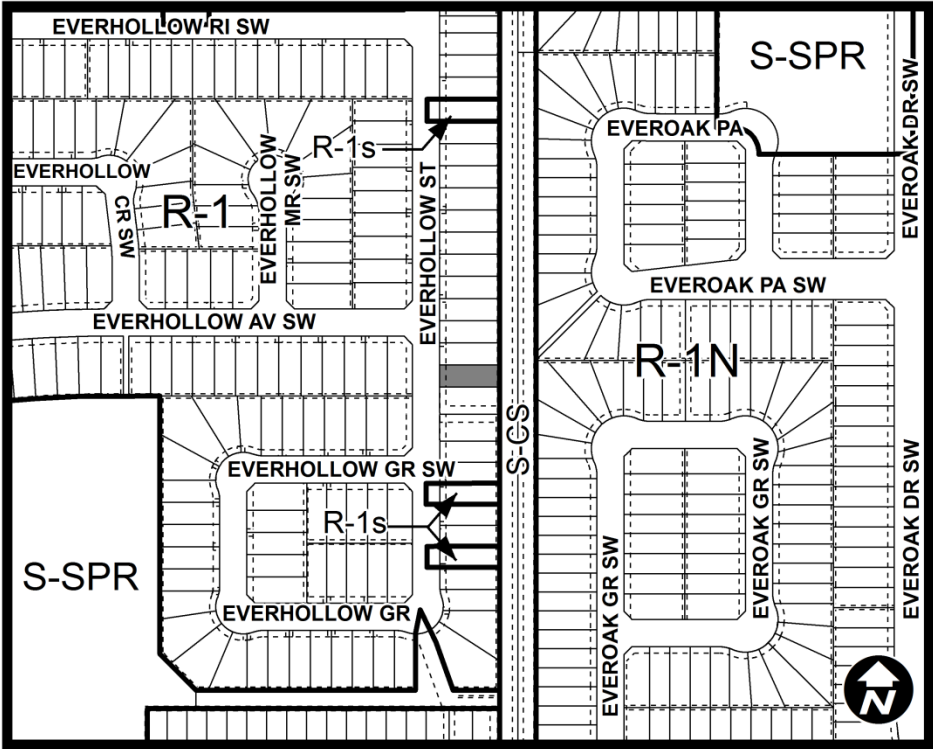 EVERHOLLOW RI SW
S-SPR
EVEROAK DR SW
R-1s
EVEROAK PA
EVERHOLLOW
CR SW
R-1
EVERHOLLOW
MR SW
EVERHOLLOW ST
EVEROAK PA SW
EVERHOLLOW AV SW
R-1N
S-CS
EVERHOLLOW GR SW
R-1s
EVEROAK GR SW
EVEROAK DR SW
S-SPR
EVERHOLLOW GR
EVEROAK GR SW
N